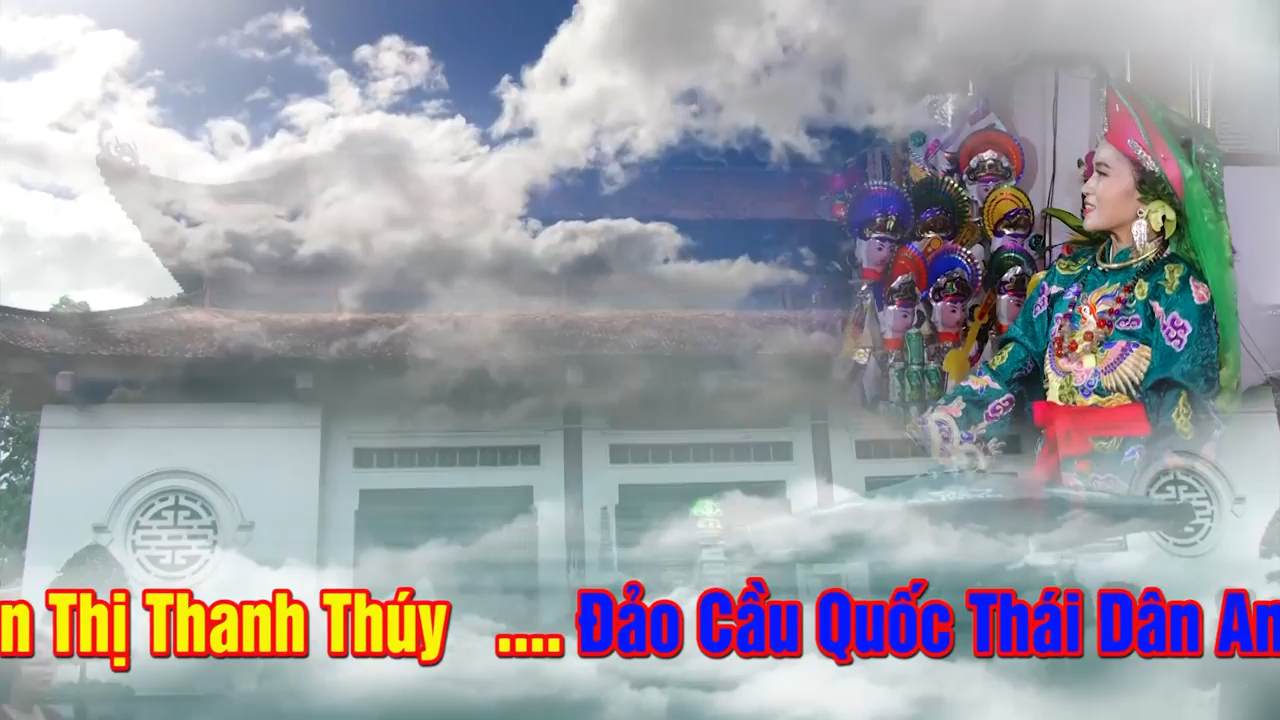 n Thị Thanh Thúy .... Đảo Cầu Quốc Thái Dân An